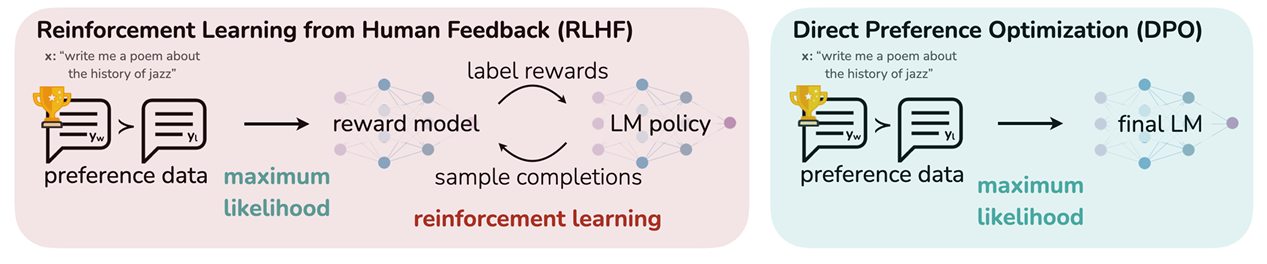 Reinforcement Learning from Human Feedback (RLHF)
x: “write me a poem about
the history of jazz”
label rewards
yw
≻
yl
reward model
LM policy
preference data
maximum
likelihood
sample completions
reinforcement learning
Direct Preference Optimization (DPO)
x: “write me a poem about
the history of jazz”
yw
≻
yl
final LM
preference data
maximum
likelihood